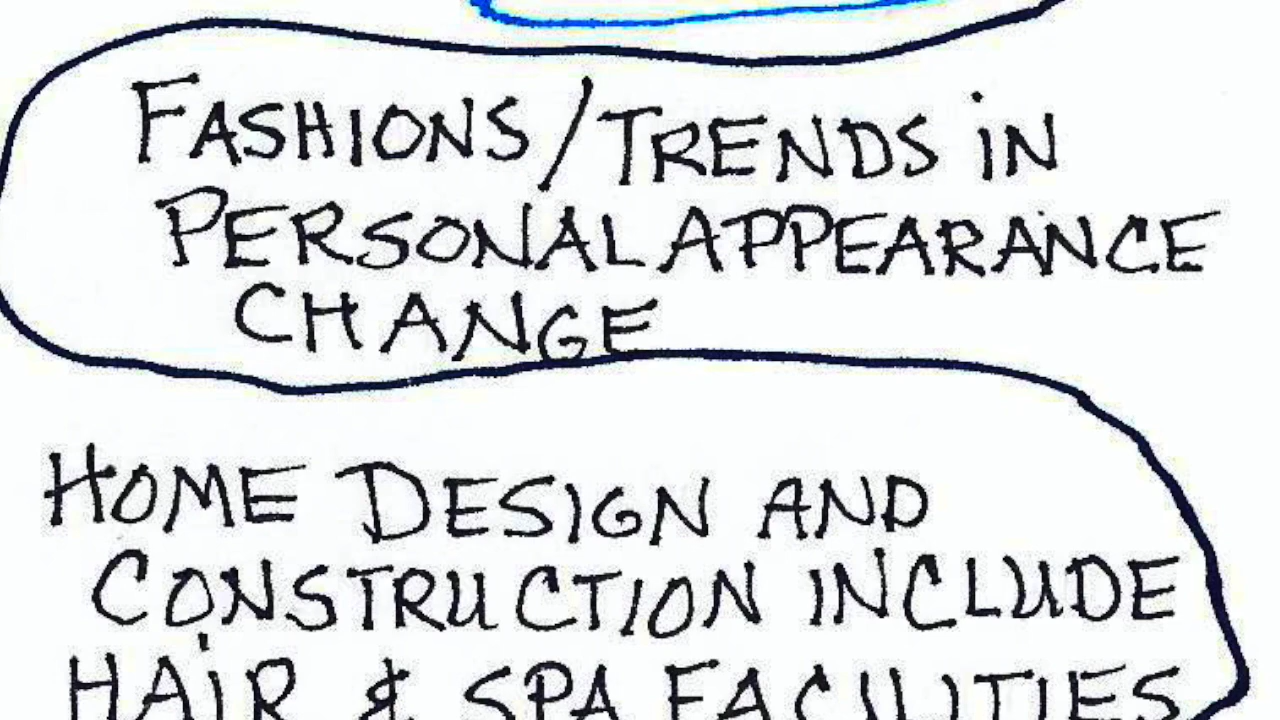 FASHIONS/TRENDS IN
PERSONAL APPEARANCE
CHANGE
HOME DESIGN AND
CONSTRUCTION INCLUDE
HAIR & SPA FACILITIES